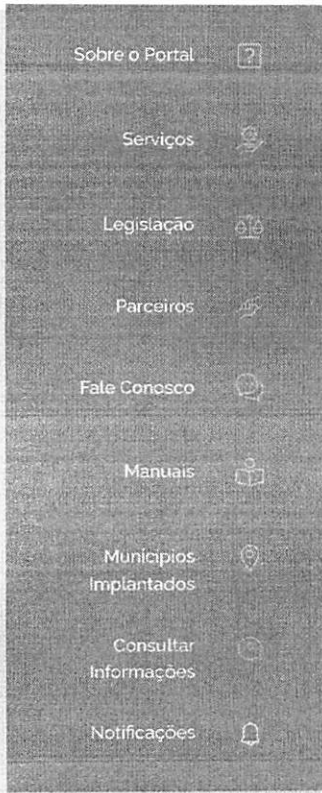 Sobre o Portal
Serviços
Legislação
Parceiros
Fale Conosco
Manuais
Municípios
Implantados
Consultar
Informações
Notificações